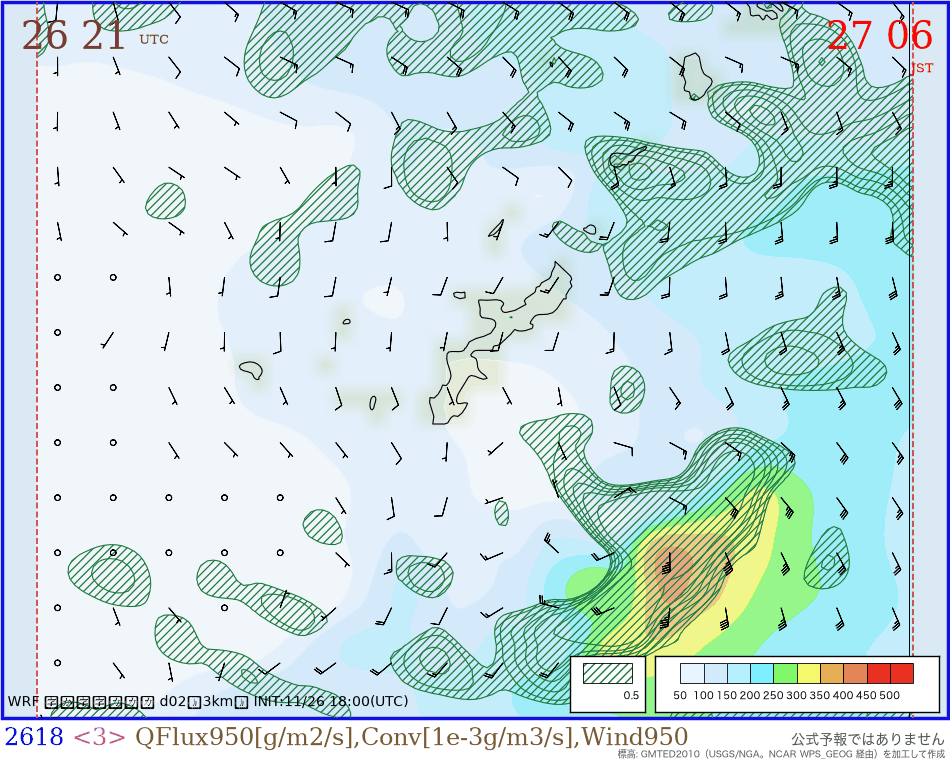 26 21 UTC
27 06
JST
0.5
50 100 150 200 250 300 350 400 450 500
WRF d02 3km INIT:11/26 18:00(UTC)
2618 <3> QFlux950[g/m2/s],Conv[1e-3g/m3/s],Wind950
公式予報ではありません
標高: GMTED2010（USGS/NGA。NCAR WPS_GEOG 経由）を加工して作成